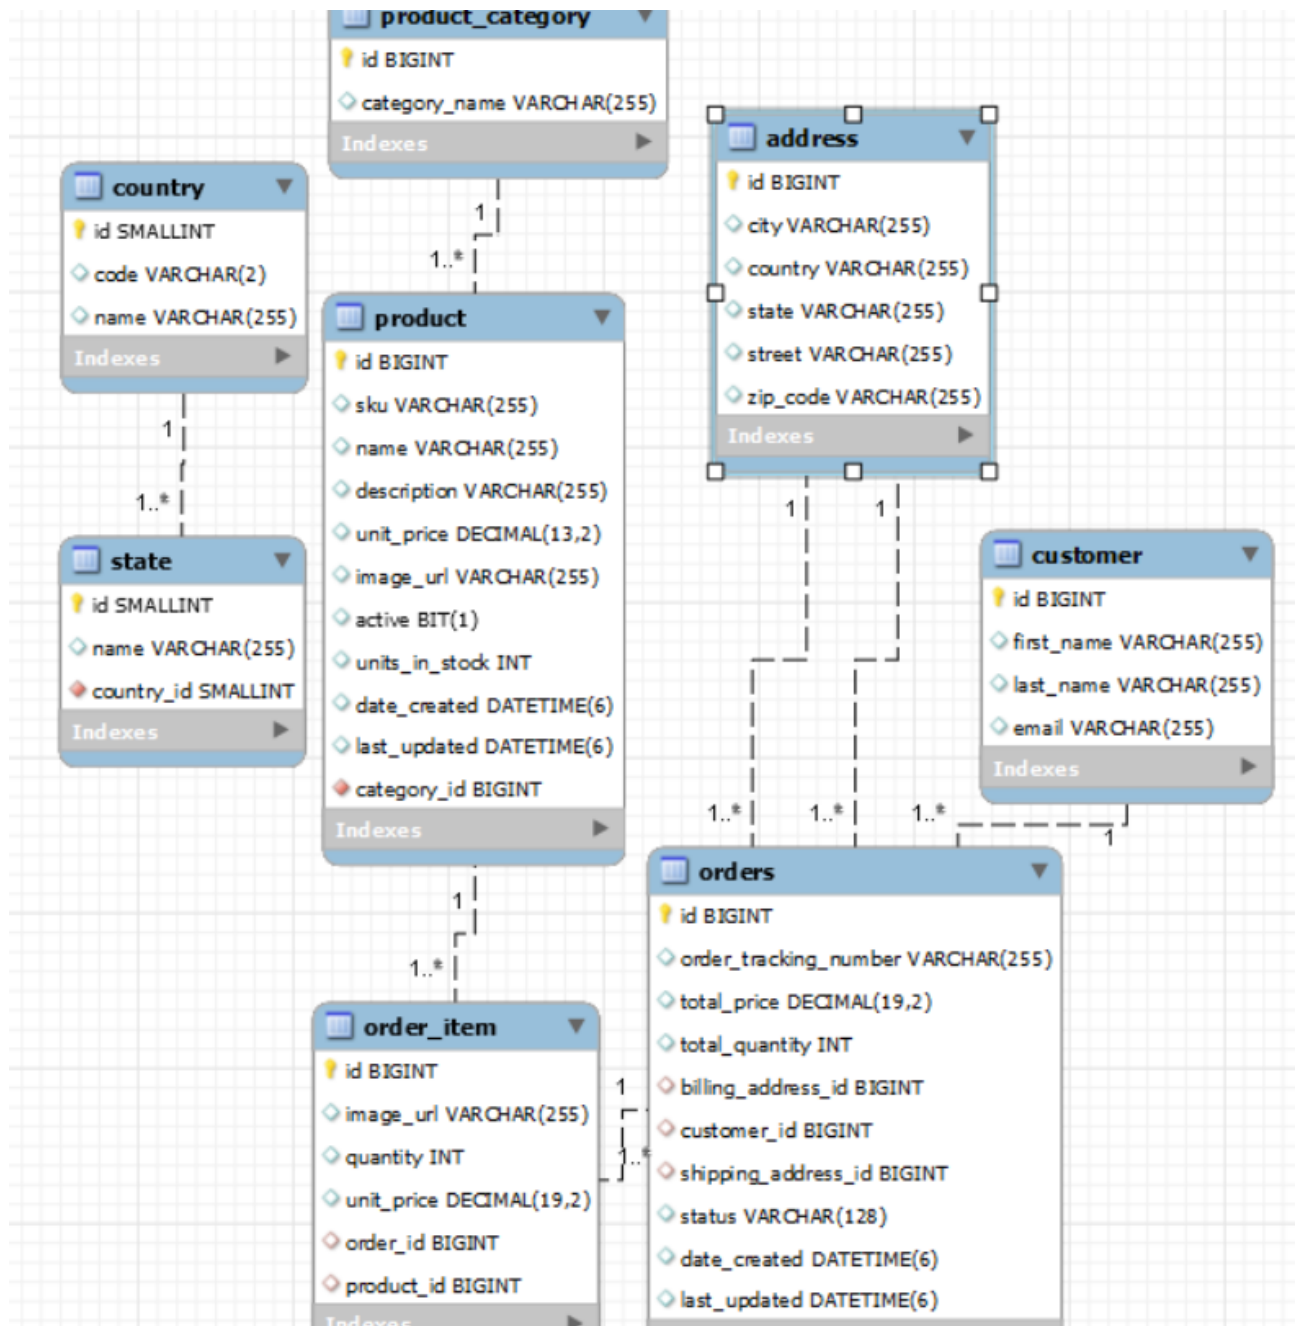 product_category
id BIGINT
category_name VARCHAR(255)
Indexes
country
id SMALLINT
code VARCHAR(2)
name VARCHAR(255)
Indexes
1
1..*
state
id SMALLINT
name VARCHAR(255)
country_id SMALLINT
Indexes
1
1..*
product
id BIGINT
sku VARCHAR(255)
name VARCHAR(255)
description VARCHAR(255)
unit_price DECIMAL(13,2)
image_url VARCHAR(255)
active BIT(1)
units_in_stock INT
date_created DATETIME(6)
last_updated DATETIME(6)
category_id BIGINT
Indexes
1
1..*
order_item
id BIGINT
image_url VARCHAR(255)
quantity INT
unit_price DECIMAL(19,2)
order_id BIGINT
product_id BIGINT
Indexes
1
1..*
address
id BIGINT
city VARCHAR(255)
country VARCHAR(255)
state VARCHAR(255)
street VARCHAR(255)
zip_code VARCHAR(255)
Indexes
1
1
1..*
1..*
customer
id BIGINT
first_name VARCHAR(255)
last_name VARCHAR(255)
email VARCHAR(255)
Indexes
1..*
1
orders
id BIGINT
order_tracking_number VARCHAR(255)
total_price DECIMAL(19,2)
total_quantity INT
billing_address_id BIGINT
customer_id BIGINT
shipping_address_id BIGINT
status VARCHAR(128)
date_created DATETIME(6)
last_updated DATETIME(6)